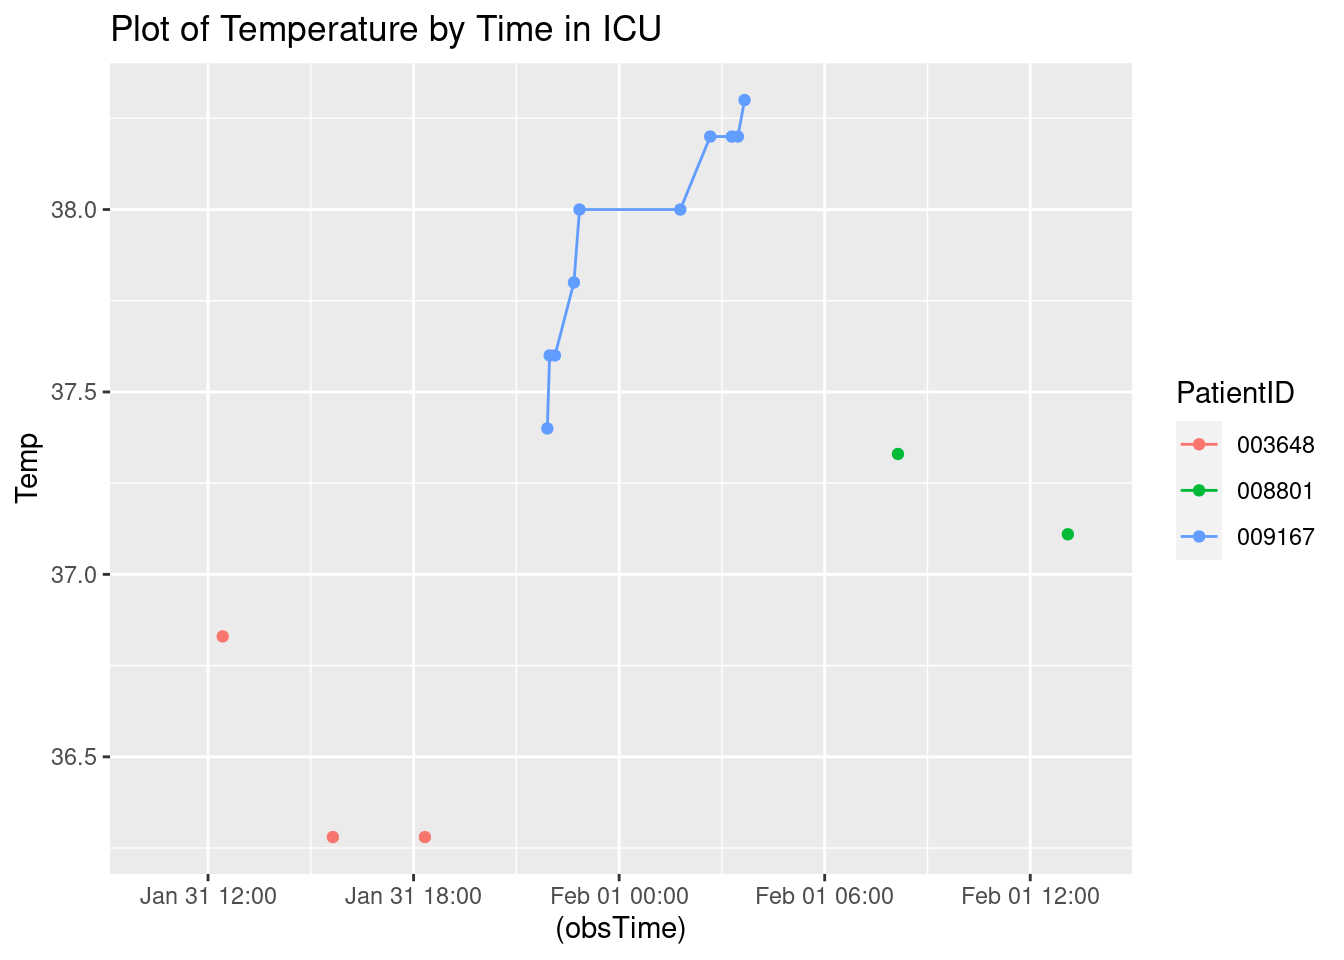 Plot of Temperature by Time in ICU
38.0
37.5
37.0
36.5
Temp
Jan 31 12:00
Jan 31 18:00
Feb 01 00:00
Feb 01 06:00
Feb 01 12:00
(obsTime)
PatientID
003648
008801
009167